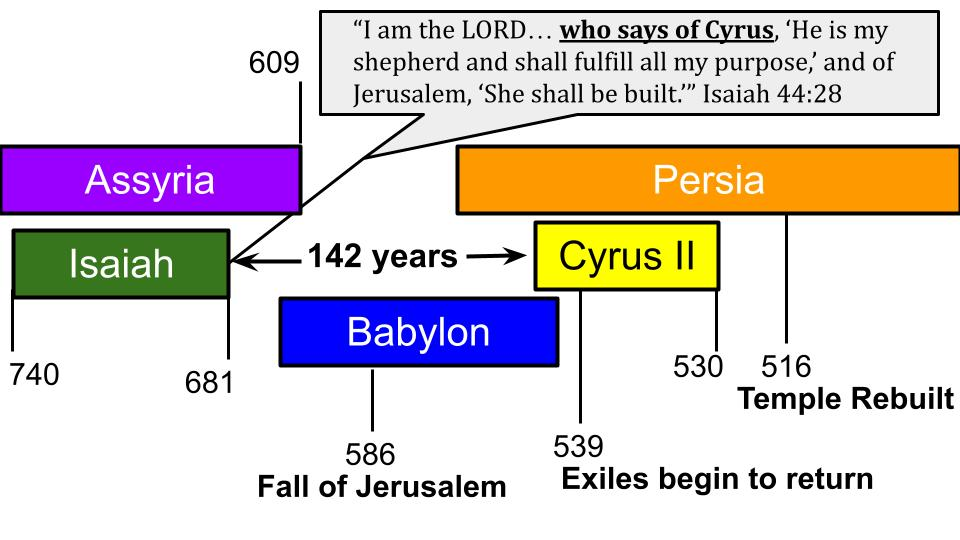 “I am the LORD… who says of Cyrus, ‘He is my
shepherd and shall fulfill all my purpose,’ and of
Jerusalem, ‘She shall be built.’” Isaiah 44:28
609
Assyria
Persia
Isaiah
142 years
Cyrus II
Babylon
740
681
530
516
Temple Rebuilt
586
Fall of Jerusalem
539
Exiles begin to return